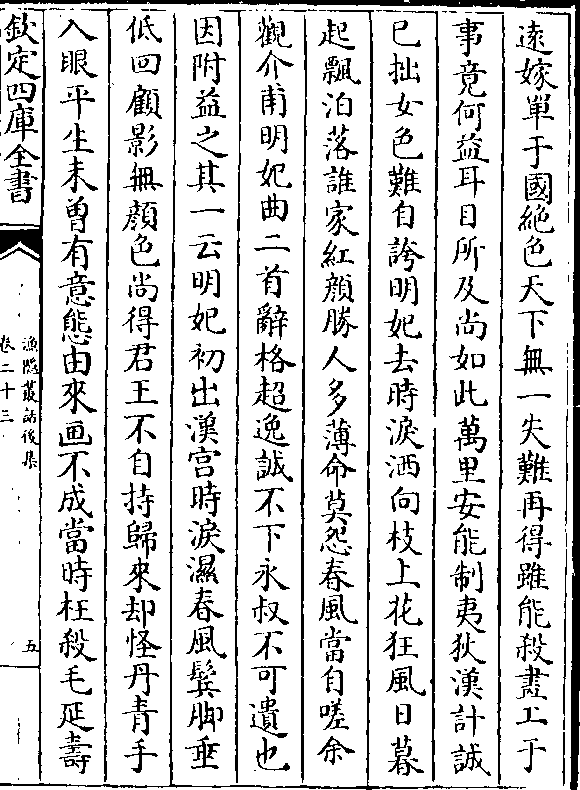 遠嫁單于國絶色天下無一失難再得雖能殺畫工于
事竟何益耳目所及尚如此萬里安能制夷狄漢計誠
已拙女色難自誇明妃去時淚洒向枝上花狂風日暮
起飄泊落誰家紅顔勝人多薄命莫怨春風當自嗟余
觀介甫明妃曲二首辭格超逸誠不下永叔不可遺也
因附益之其一云明妃初出漢宫時淚濕春風鬢脚垂
低回顧影無顔色尚得君王不自持歸來却怪丹青手
入眼平生未曾有意態由來画不成當時枉殺毛延壽
欽定四庫全書
漁隠叢話後集
卷二十三
五